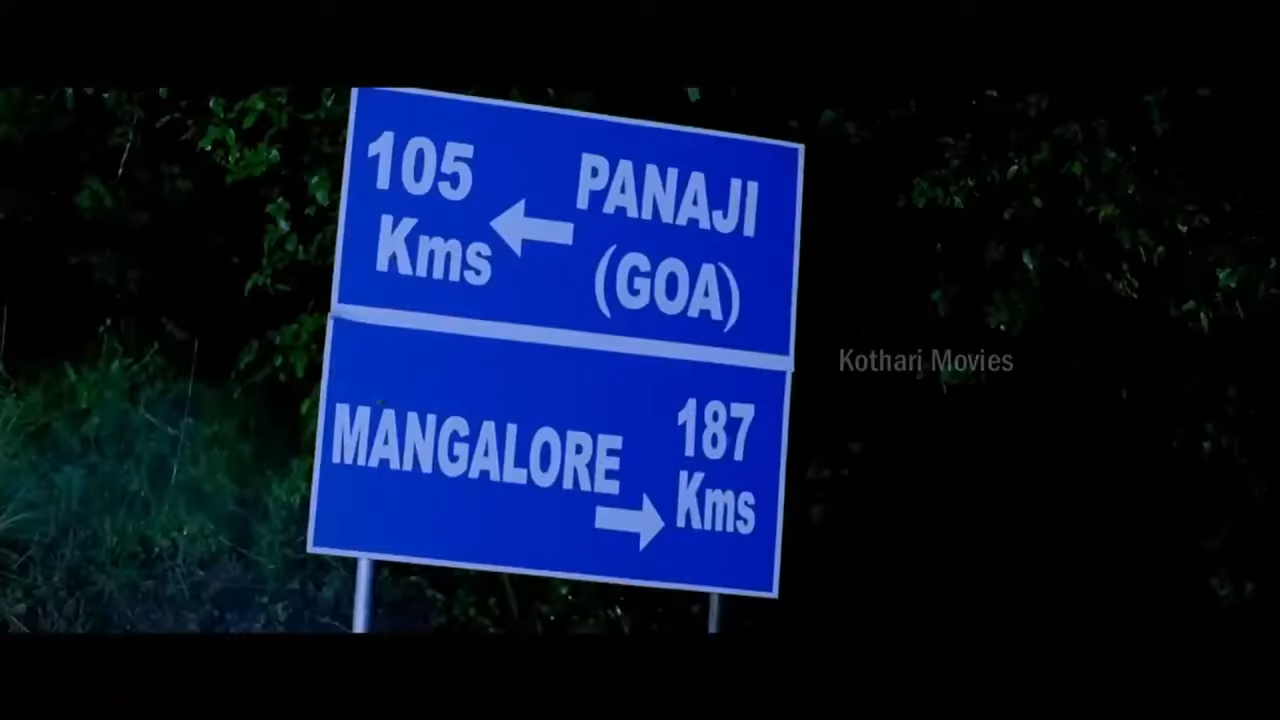 105 Kms ← PANAJI (GOA)
MANGALORE → 187 Kms
Kothari Movies